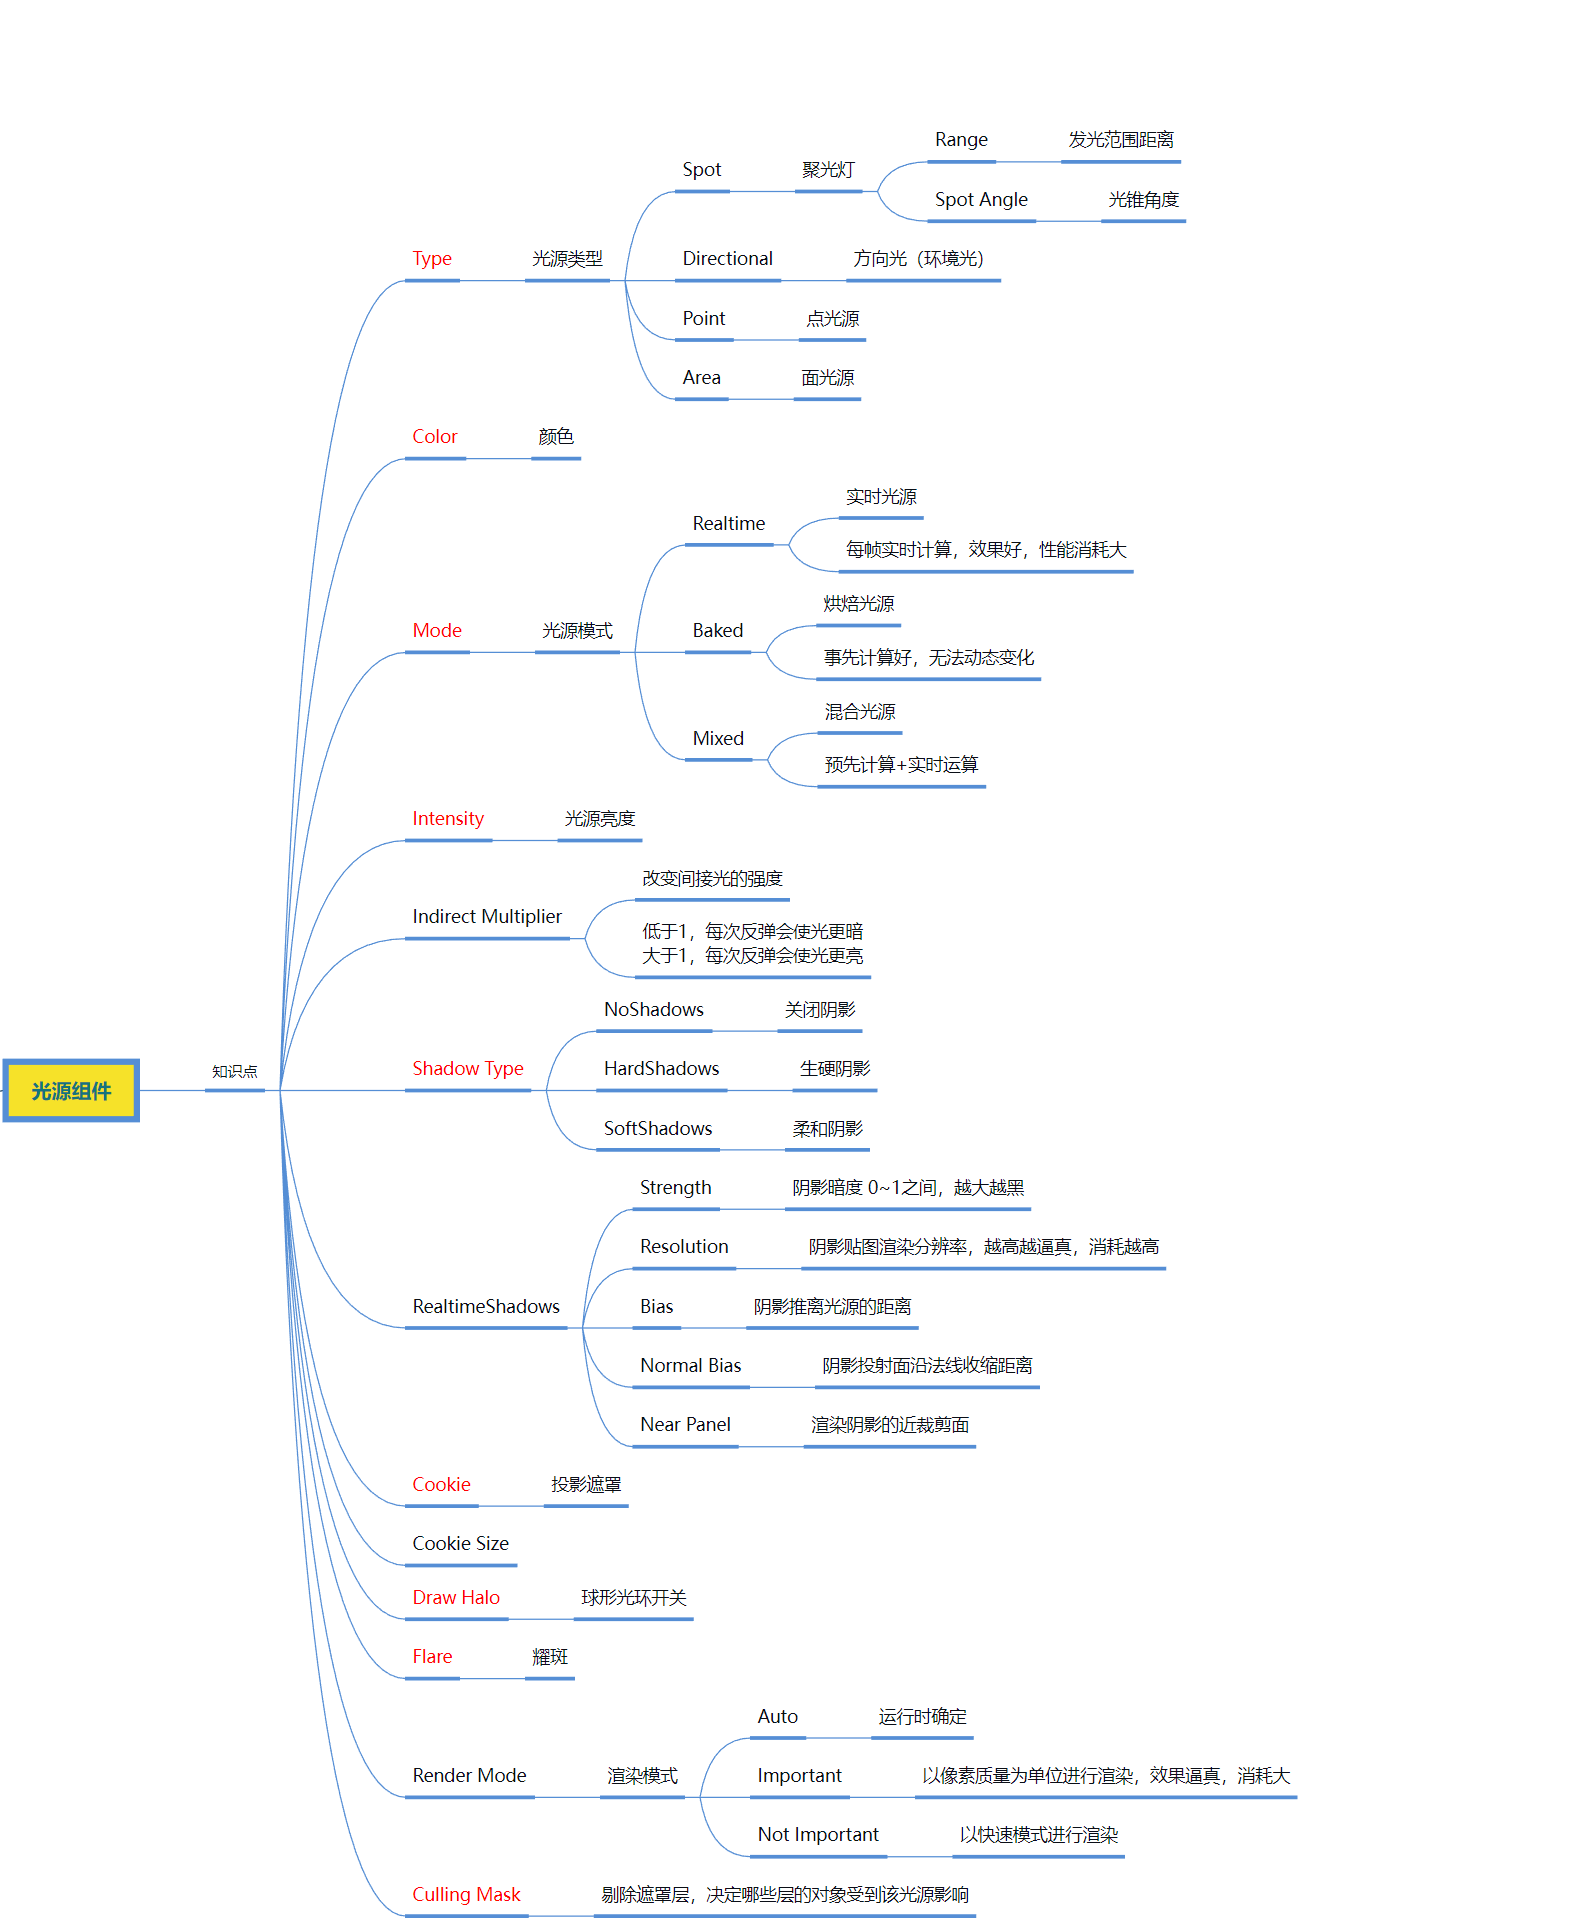 光源组件
知识点
Type
光源类型
Spot
聚光灯
Range
发光范围距离
Spot Angle
光锥角度
Directional
方向光（环境光）
Point
点光源
Area
面光源
Color
颜色
Mode
光源模式
Realtime
实时光源
每帧实时计算，效果好，性能消耗大
Baked
烘焙光源
事先计算好，无法动态变化
Mixed
混合光源
预先计算+实时运算
Intensity
光源亮度
Indirect Multiplier
改变间接光的强度
低于1，每次反弹会使光更暗
大于1，每次反弹会使光更亮
Shadow Type
NoShadows
关闭阴影
HardShadows
生硬阴影
SoftShadows
柔和阴影
RealtimeShadows
Strength
阴影暗度 0~1之间，越大越黑
Resolution
阴影贴图渲染分辨率，越高越逼真，消耗越高
Bias
阴影推离光源的距离
Normal Bias
阴影投射面沿法线收缩距离
Near Panel
渲染阴影的近裁剪面
Cookie
投影遮罩
Cookie Size
Draw Halo
球形光环开关
Flare
耀斑
Render Mode
渲染模式
Auto
运行时确定
Important
以像素质量为单位进行渲染，效果逼真，消耗大
Not Important
以快速模式进行渲染
Culling Mask
剔除遮罩层，决定哪些层的对象受到该光源影响